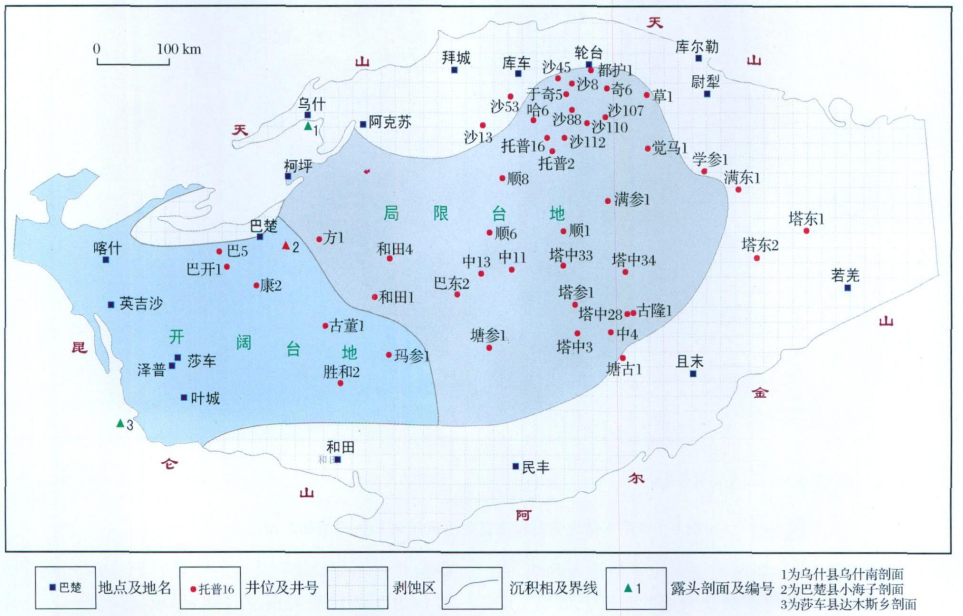 0 100 km
天
山
库尔勒
山
尉犁
拜城
库车
轮台
沙45
都护1
沙8
奇6
于奇5
草1
沙53
哈6
沙88
沙107
沙110
乌什
1
天
阿克苏
沙13
托普16
沙112
托普2
觉马1
学参1
满东1
柯坪
顺8
满参1
局限台地
塔东1
巴楚
2
方1
顺6
顺1
喀什
巴5
巴开1
和田4
中13
中11
塔中33
塔中34
塔东2
康2
巴东2
若羌
英吉沙
和田1
塔参1
塔中28
古隆1
山
开阔台地
古董1
塘参1
塔中3
中4
昆
莎车
泽普
玛参1
塘古1
且末
胜和2
叶城
金
3
和田
仑
民丰
尔
山
阿
巴楚 地点及地名
托普16 井位及井号
剥蚀区
沉积相及界线
1 露头剖面及编号
1为乌什县乌什南剖面
2为巴楚县小海子剖面
3为莎车县达木斯乡剖面